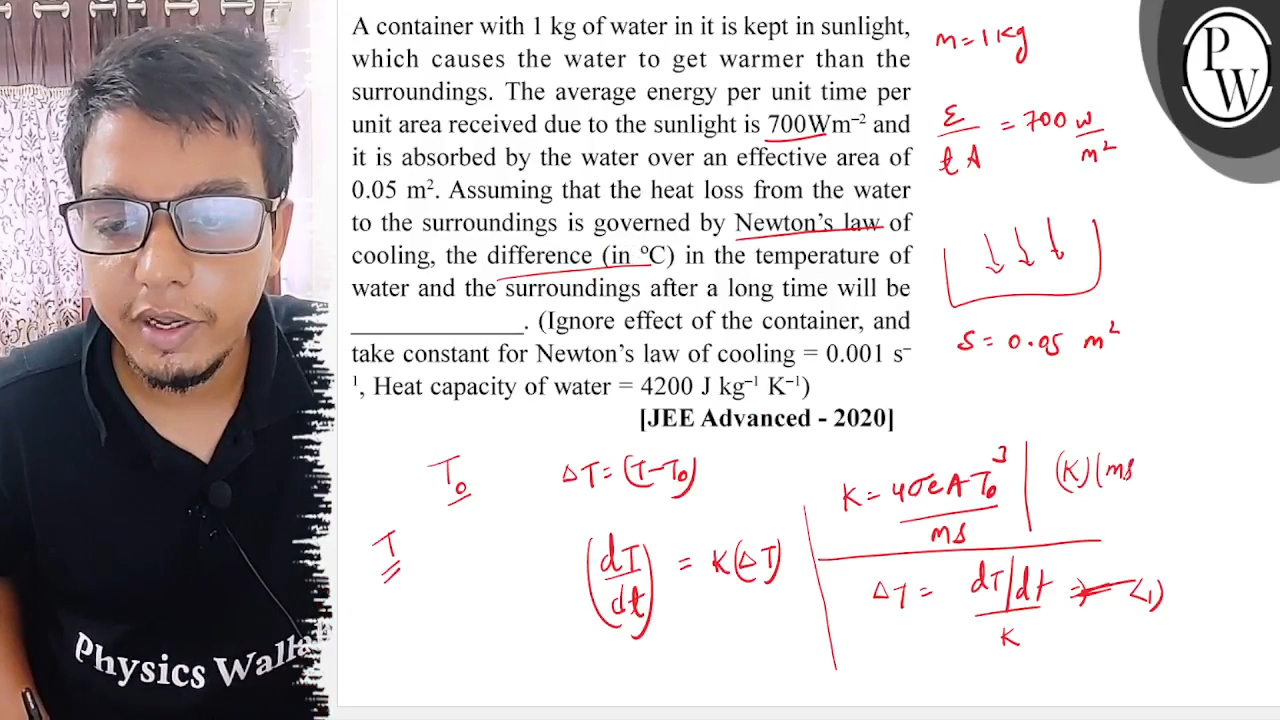 A container with 1 kg of water in it is kept in sunlight,
which causes the water to get warmer than the
surroundings. The average energy per unit time per
unit area received due to the sunlight is 700Wm⁻² and
it is absorbed by the water over an effective area of
0.05 m². Assuming that the heat loss from the water
to the surroundings is governed by Newton's law of
cooling, the difference (in ºC) in the temperature of
water and the surroundings after a long time will be
______________. (Ignore effect of the container, and
take constant for Newton's law of cooling = 0.001 s⁻
¹, Heat capacity of water = 4200 J kg⁻¹ K⁻¹)
[JEE Advanced - 2020]
m = 1 kg
E/tA = 700 w/m²
S = 0.05 m²
T₀
ΔT = (T-T₀)
T
(dT/dt) = K(ΔT)
K = 4σeAT₀³/ms
(K)(ms
ΔT = dT/dt/K
(1)
PW
Physics Walla